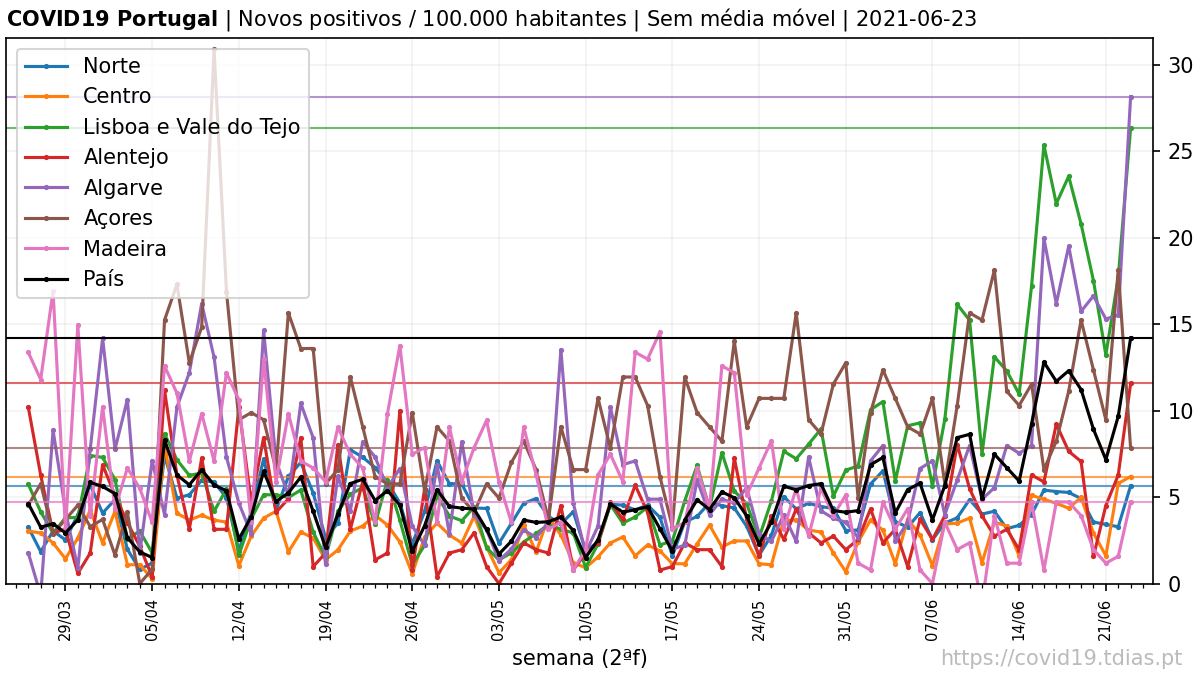 COVID19 Portugal | Novos positivos / 100.000 habitantes | Sem média móvel | 2021-06-23
Norte
Centro
Lisboa e Vale do Tejo
Alentejo
Algarve
Açores
Madeira
País
30
25
20
15
10
5
0
29/03
05/04
12/04
19/04
26/04
03/05
10/05
17/05
24/05
31/05
07/06
14/06
21/06
semana (2ªf)
https://covid19.tdias.pt